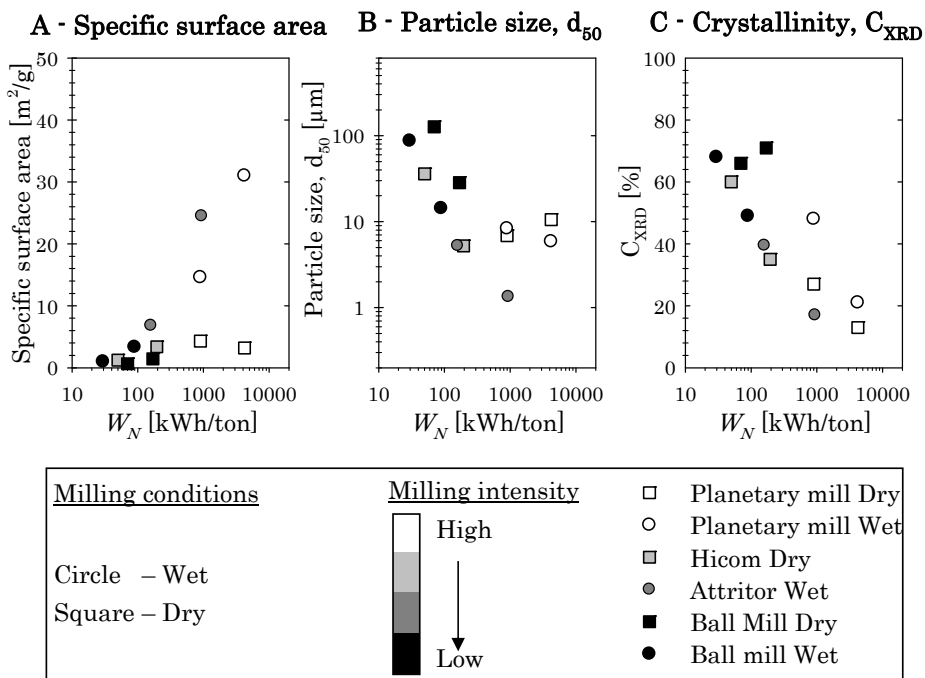 A - Specific surface area
B - Particle size, d50
C - Crystallinity, CXRD
Specific surface area [m²/g]
50
40
30
20
10
0
10 100 1000 10000
WN [kWh/ton]
Particle size, d50 [µm]
100
10
1
10 100 1000 10000
WN [kWh/ton]
CXRD [%]
100
80
60
40
20
0
10 100 1000 10000
WN [kWh/ton]
Milling conditions
Circle – Wet
Square – Dry
Milling intensity
High
Low
Planetary mill Dry
Planetary mill Wet
Hicom Dry
Attritor Wet
Ball Mill Dry
Ball mill Wet